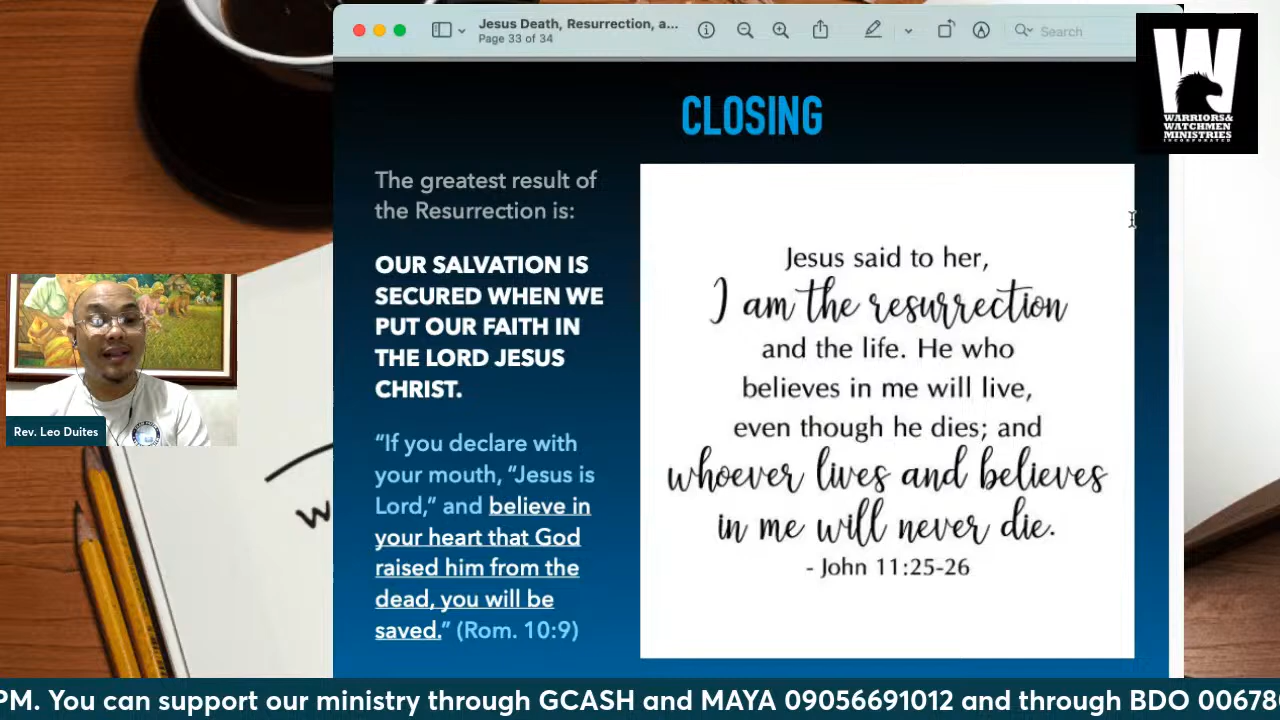 Jesus Death, Resurrection, a...
Page 33 of 34
Search
W
WARRIORS&
WATCHMEN
MINISTRIES
INCORPORATED
CLOSING
The greatest result of
the Resurrection is:
OUR SALVATION IS
SECURED WHEN WE
PUT OUR FAITH IN
THE LORD JESUS
CHRIST.
“If you declare with
your mouth, “Jesus is
Lord,” and believe in
your heart that God
raised him from the
dead, you will be
saved.” (Rom. 10:9)
Jesus said to her,
I am the resurrection
and the life. He who
believes in me will live,
even though he dies; and
whoever lives and believes
in me will never die.
- John 11:25-26
Rev. Leo Duites
W
PM. You can support our ministry through GCASH and MAYA 09056691012 and through BDO 00678